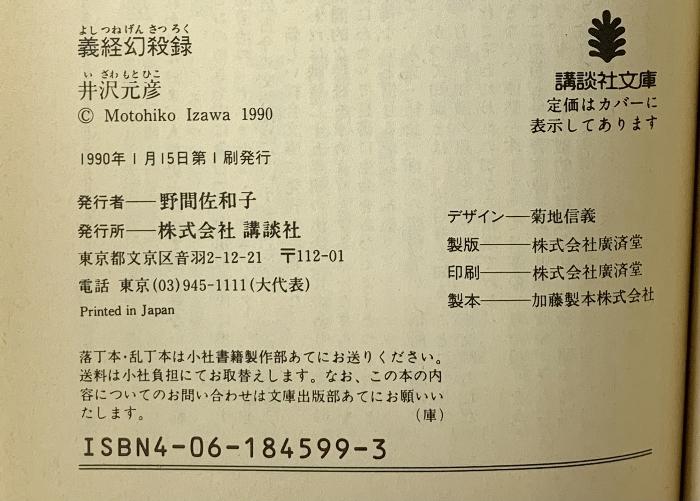 よしつねげんさつろく
義経幻殺録
い ざわもとひこ
井沢元彦
© Motohiko Izawa 1990
1990年1月15日第1刷発行
発行者——野間佐和子
発行所——株式会社 講談社
東京都文京区音羽2-12-21 〒112-01
電話 東京(03)945-1111(大代表)
Printed in Japan
講談社文庫
定価はカバーに
表示してあります
デザイン——菊地信義
製版———株式会社廣済堂
印刷———株式会社廣済堂
製本———加藤製本株式会社
落丁本・乱丁本は小社書籍製作部あてにお送りください。
送料は小社負担にてお取替えします。なお、この本の内
容についてのお問い合わせは文庫出版部あてにお願いい
たします。 (庫)
ISBN4-06-184599-3